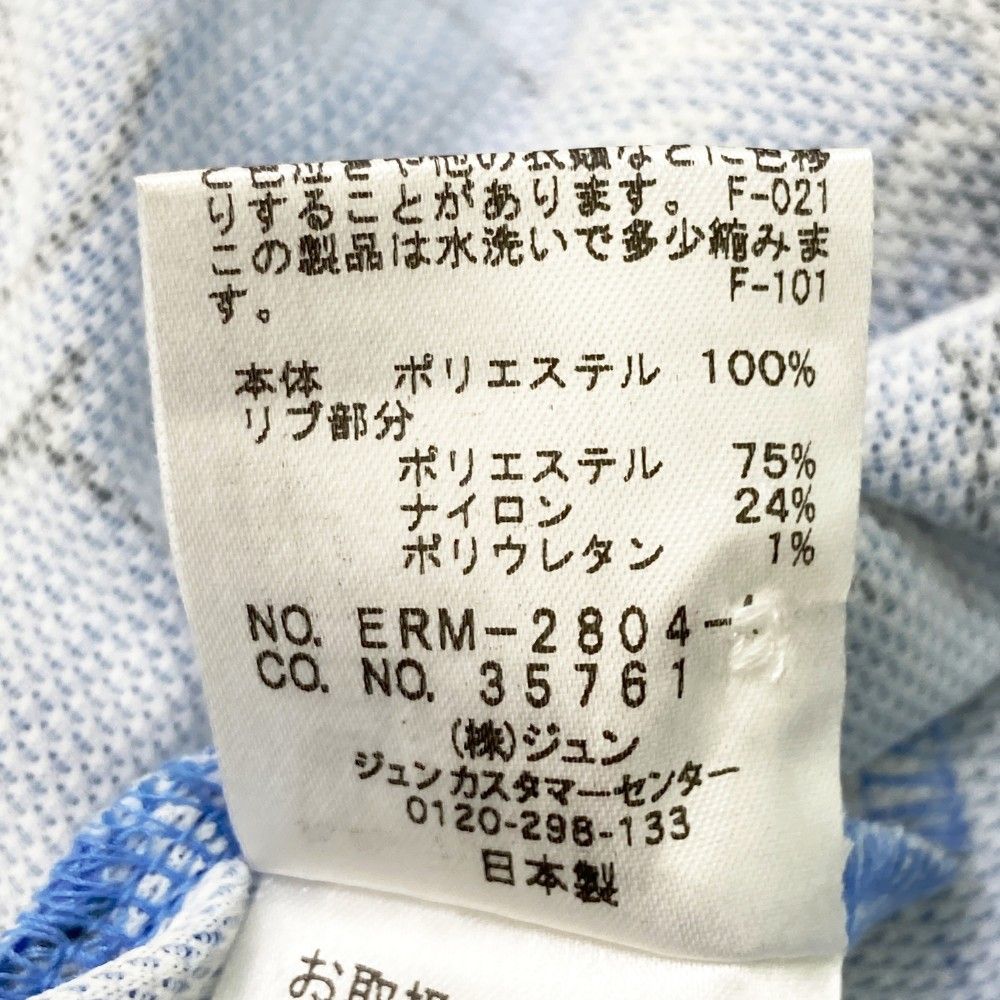 りすることがあります。 F-021
この製品は水洗いで多少縮みま
す。 F-101
本体 ポリエステル 100%
リブ部分
ポリエステル 75%
ナイロン 24%
ポリウレタン 1%
NO. ERM-2804-
CO. NO. 35761
(株)ジュン
ジュンカスタマーセンター
0120-298-133
日本製
お取扱